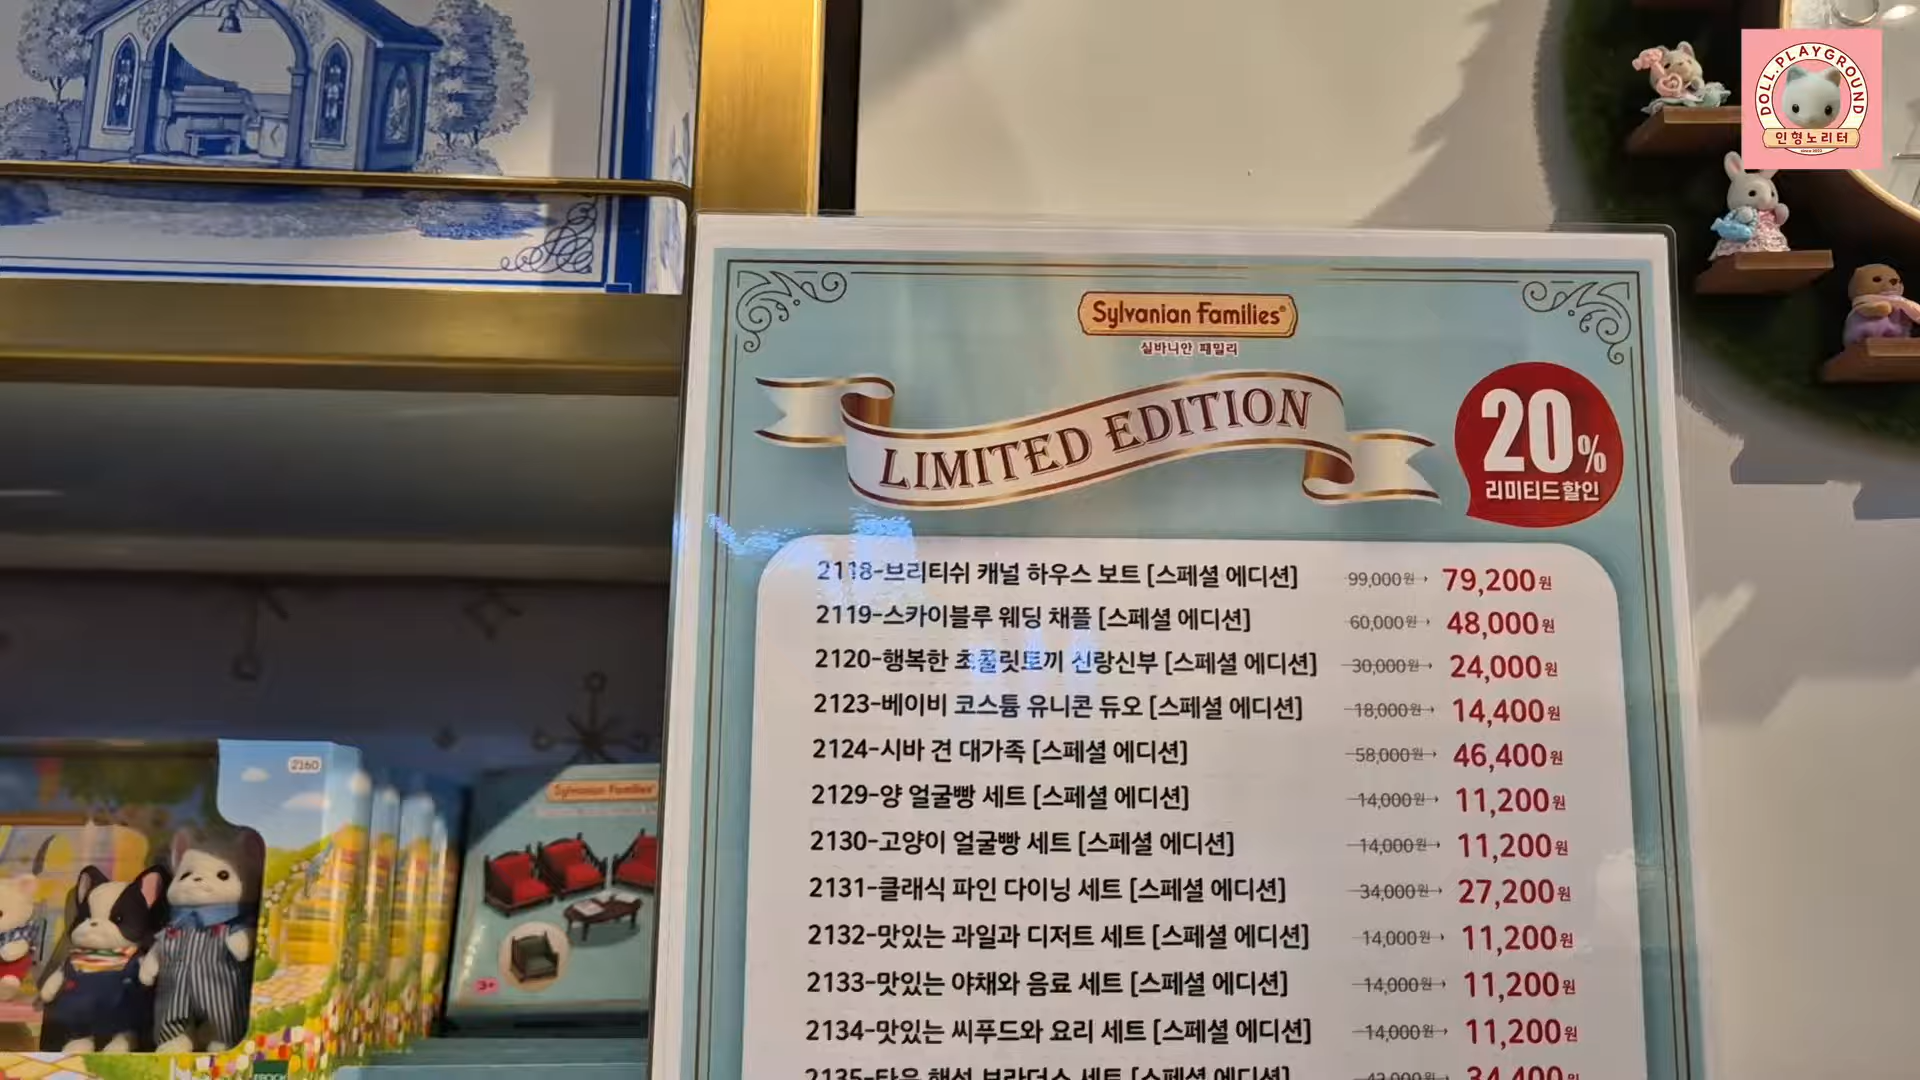 DOLL.PLAYGROUND
인형노리터
Sylvanian Families
실바니안 패밀리
LIMITED EDITION
20%
리미티드할인
2118-브리티쉬 캐널 하우스 보트 [스페셜 에디션] 99,000원 → 79,200원
2119-스카이블루 웨딩 채플 [스페셜 에디션] 60,000원 → 48,000원
2120-행복한 초콜릿토끼 신랑신부 [스페셜 에디션] 30,000원 → 24,000원
2123-베이비 코스튬 유니콘 듀오 [스페셜 에디션] 18,000원 → 14,400원
2124-시바 견 대가족 [스페셜 에디션] 58,000원 → 46,400원
2129-양 얼굴빵 세트 [스페셜 에디션] 14,000원 → 11,200원
2130-고양이 얼굴빵 세트 [스페셜 에디션] 14,000원 → 11,200원
2131-클래식 파인 다이닝 세트 [스페셜 에디션] 34,000원 → 27,200원
2132-맛있는 과일과 디저트 세트 [스페셜 에디션] 14,000원 → 11,200원
2133-맛있는 야채와 음료 세트 [스페셜 에디션] 14,000원 → 11,200원
2134-맛있는 씨푸드와 요리 세트 [스페셜 에디션] 14,000원 → 11,200원
2160
Sylvanian Families
3+